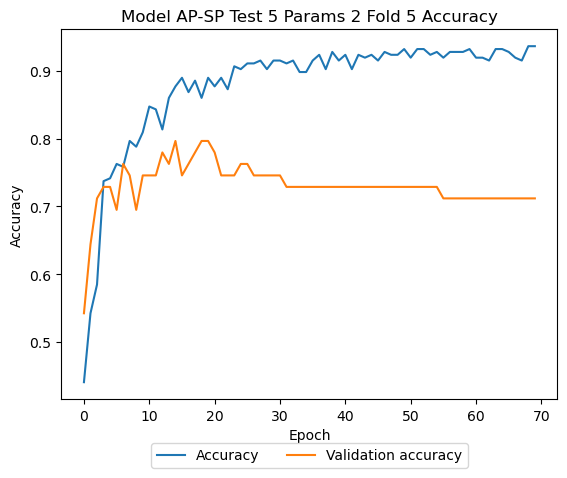 Model AP-SP Test 5 Params 2 Fold 5 Accuracy
Accuracy
0.9
0.8
0.7
0.6
0.5
0 10 20 30 40 50 60 70
Epoch
Accuracy Validation accuracy